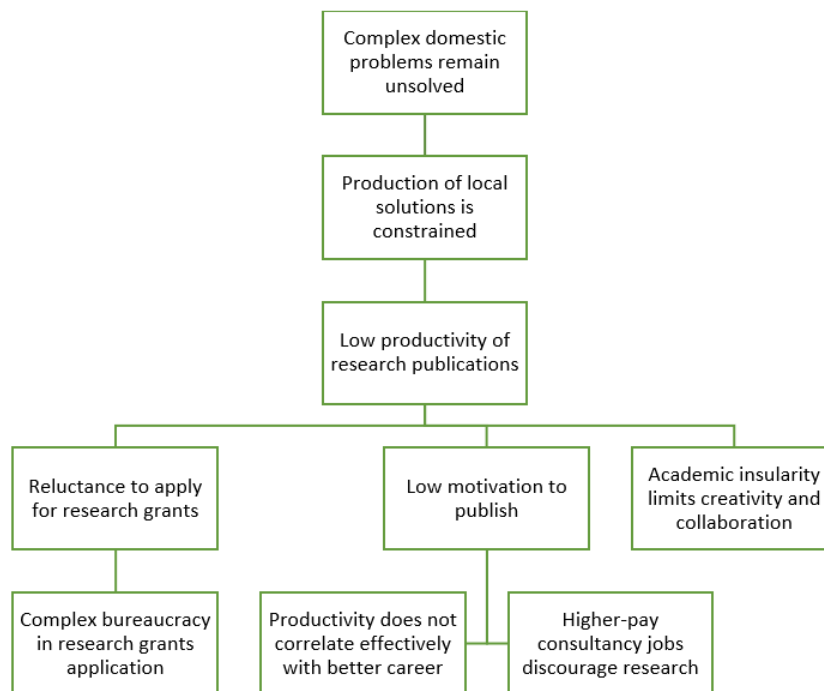 Complex domestic
problems remain
unsolved
Production of local
solutions is
constrained
Low productivity of
research publications
Reluctance to apply
for research grants
Low motivation to
publish
Academic insularity
limits creativity and
collaboration
Complex bureaucracy
in research grants
application
Productivity does not
correlate effectively
with better career
Higher-pay
consultancy jobs
discourage research